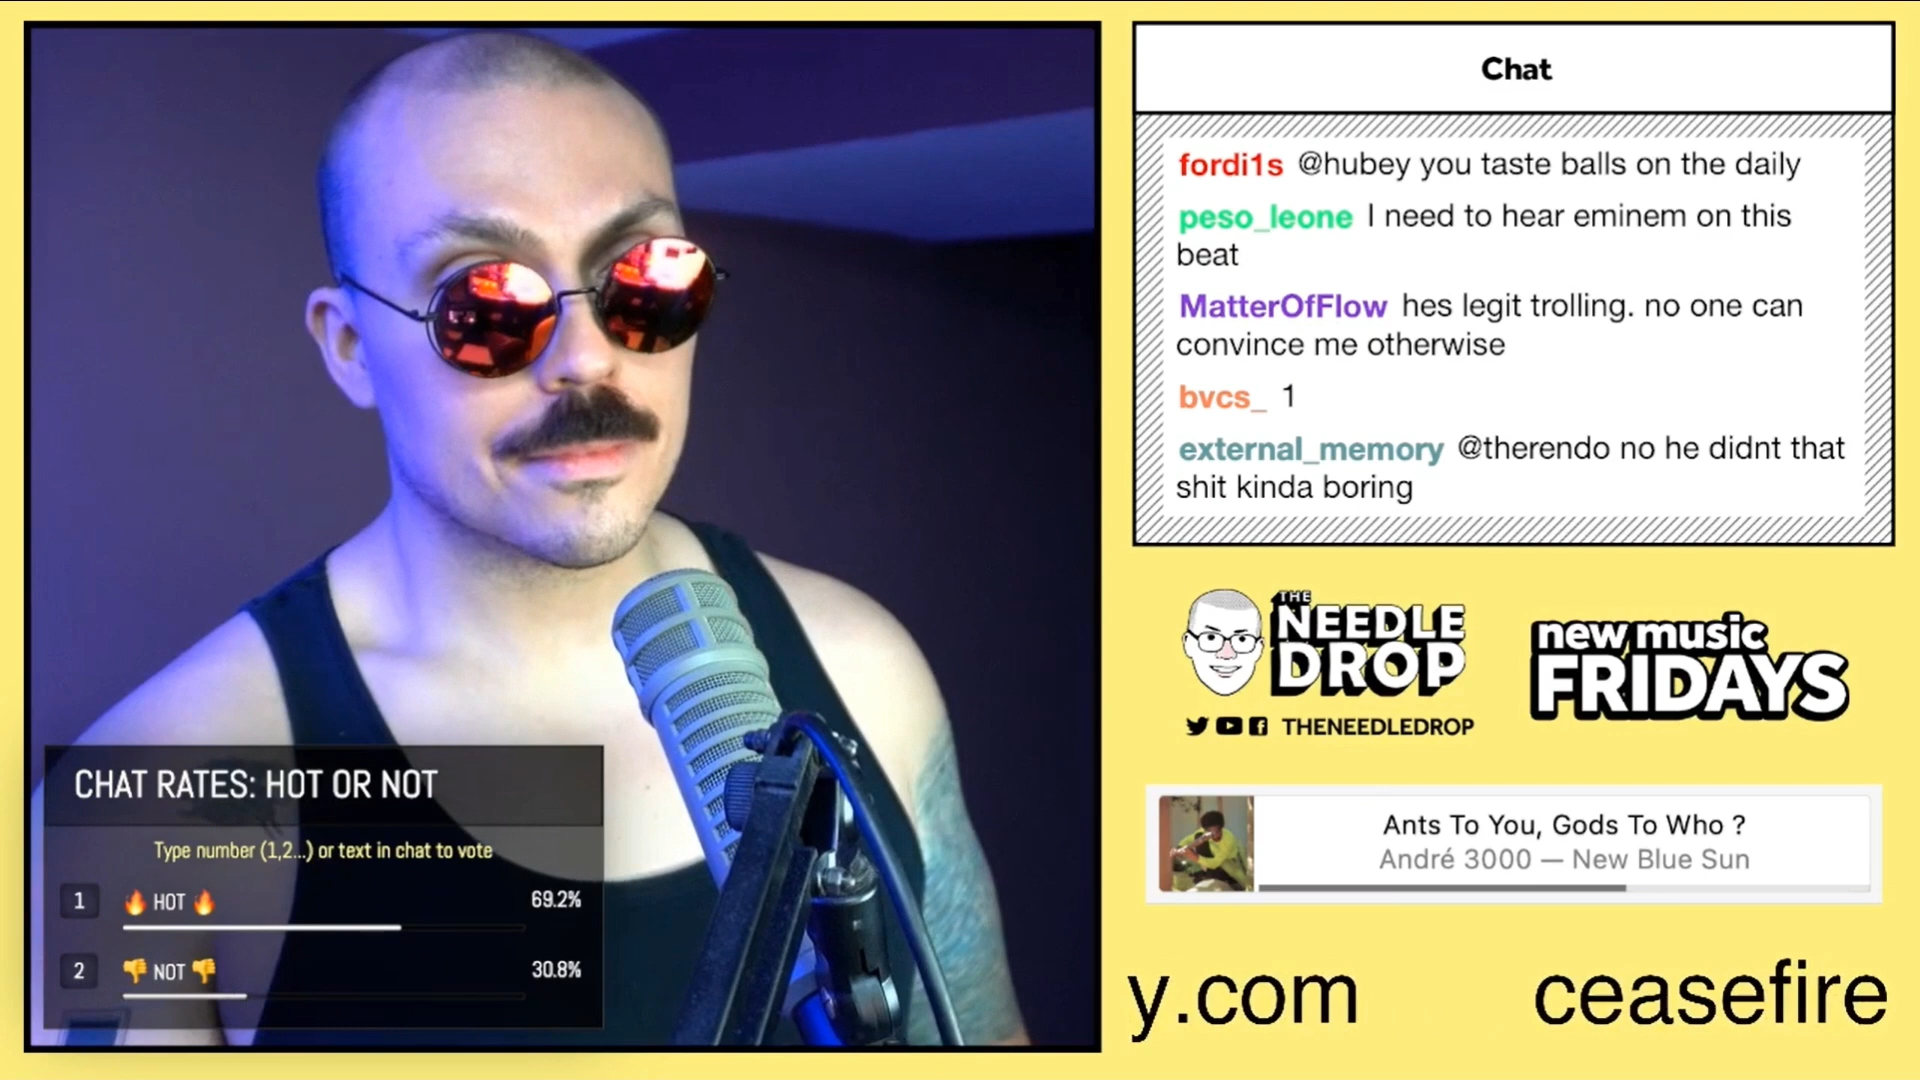 Chat
fordi1s @hubey you taste balls on the daily
peso_leone I need to hear eminem on this
beat
MatterOfFlow hes legit trolling. no one can
convince me otherwise
bvcs_ 1
external_memory @therendo no he didnt that
shit kinda boring
THE
NEEDLE
DROP
THENEEDLEDROP
new music
FRIDAYS
Ants To You, Gods To Who ?
André 3000 — New Blue Sun
y.com ceasefire
CHAT RATES: HOT OR NOT
Type number (1,2...) or text in chat to vote
1 🔥 HOT 🔥 69.2%
2 👎 NOT 👎 30.8%